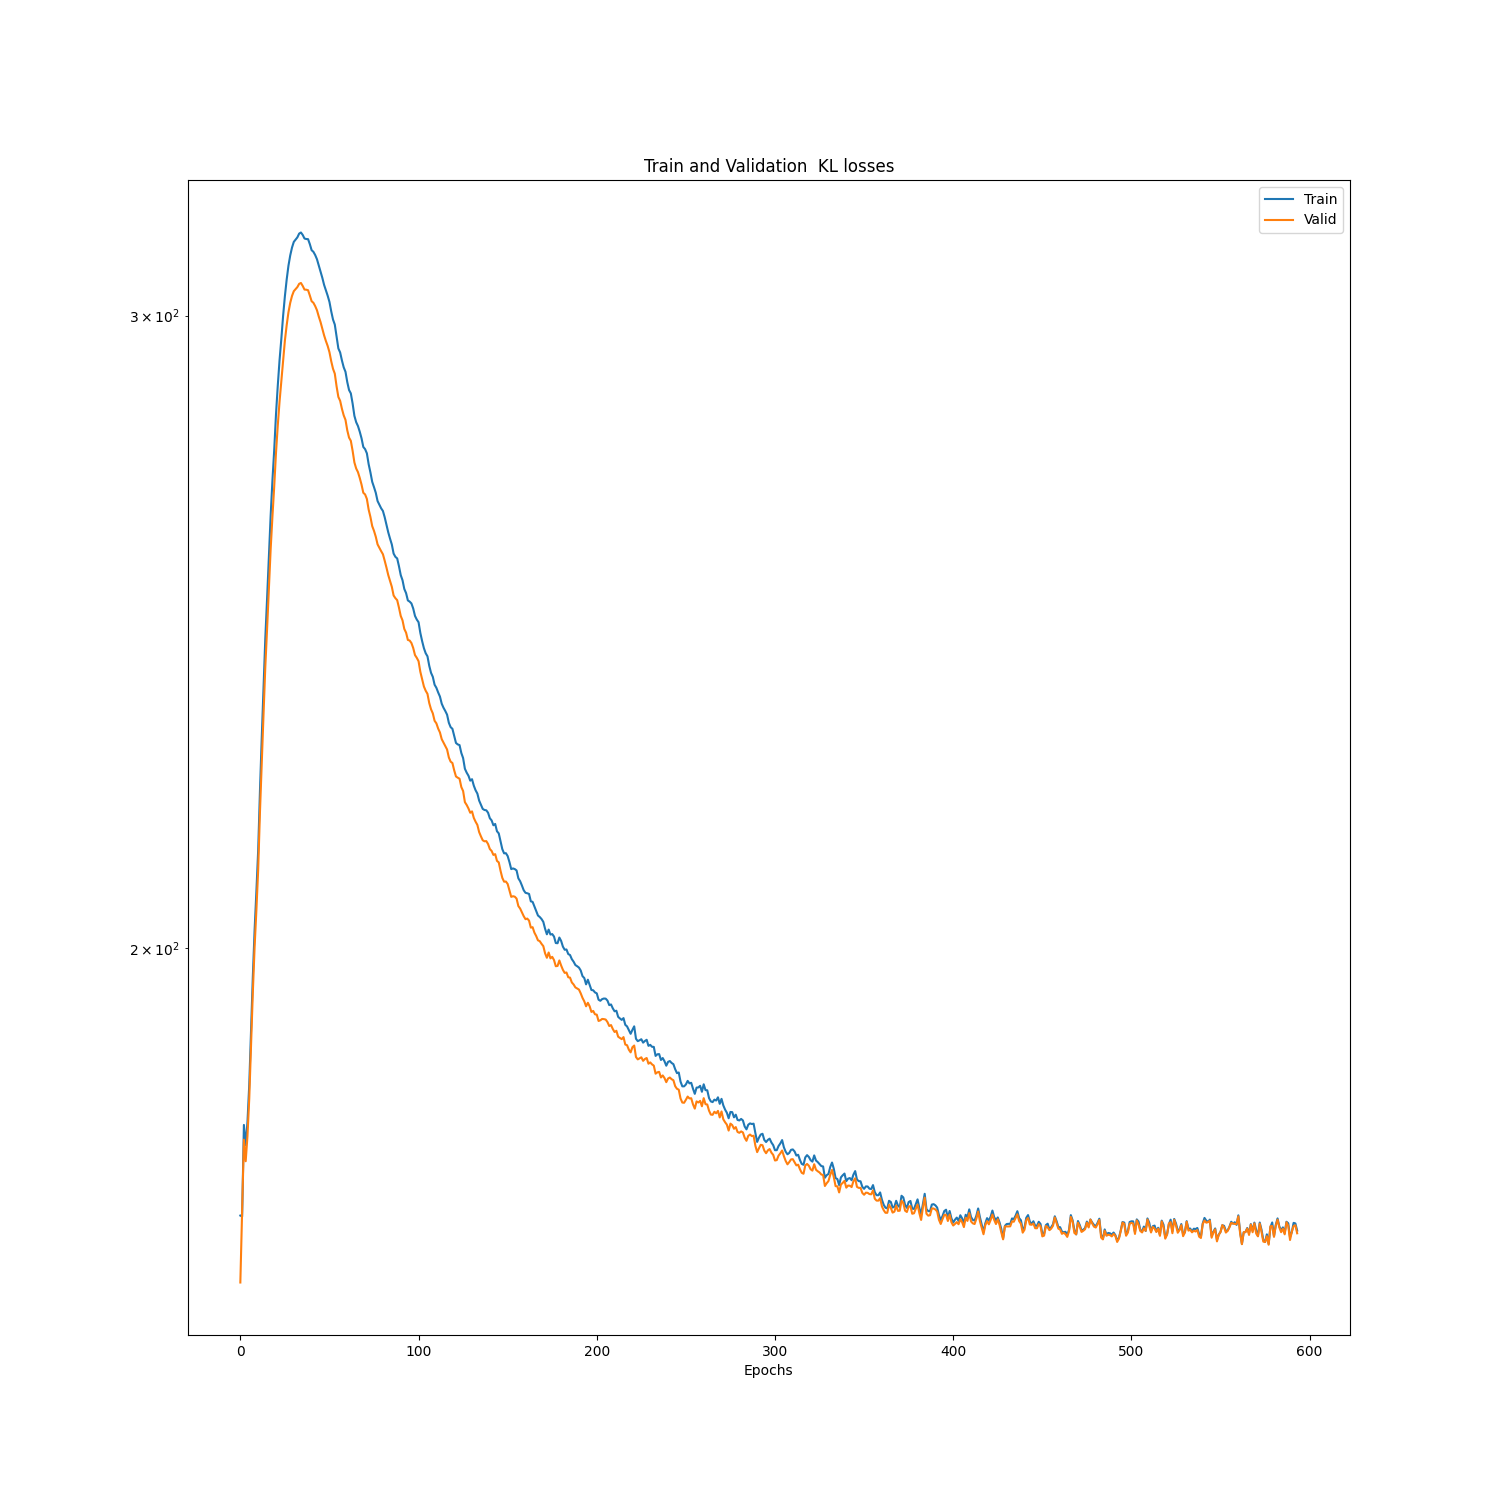 Train and Validation  KL losses
Train
Valid
3 × 10²
2 × 10²
0 100 200 300 400 500 600
Epochs